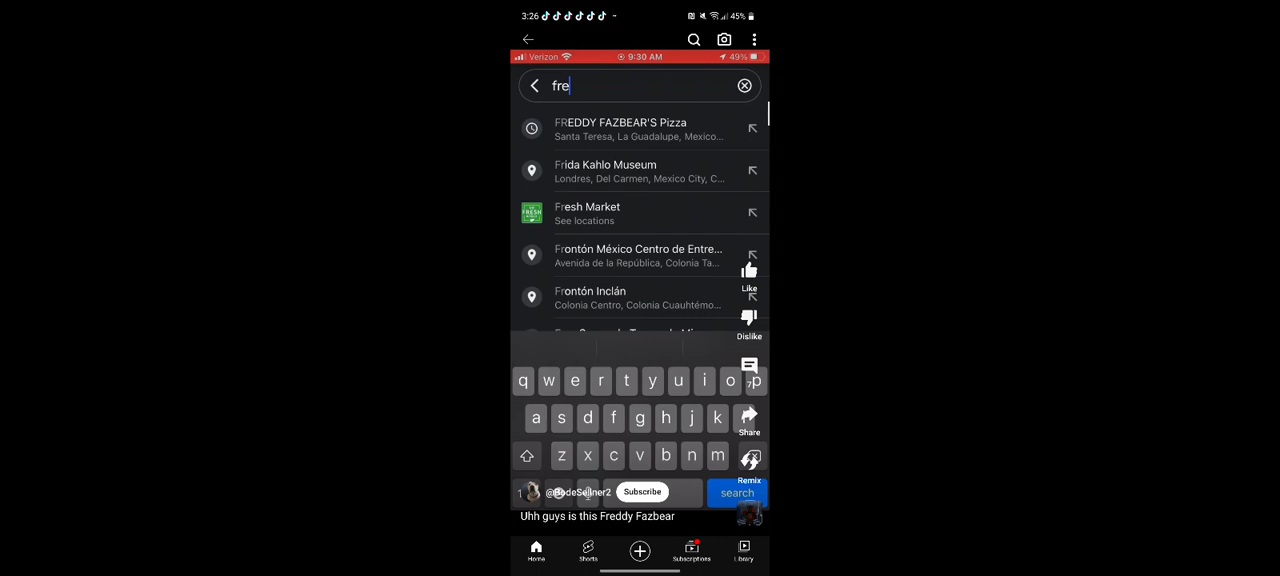 3:26
45%
Verizon
9:30 AM
49%
fre
FREDDY FAZBEAR'S Pizza
Santa Teresa, La Guadalupe, Mexico...
Frida Kahlo Museum
Londres, Del Carmen, Mexico City, C...
FRESH
Fresh Market
See locations
Frontón México Centro de Entre...
Avenida de la República, Colonia Ta...
Like
Frontón Inclán
Colonia Centro, Colonia Cuauhtémo...
Dislike
q w e r t y u i o p
7
a s d f g h j k
Share
z x c v b n m
Remix
Subscribe
search
Uhh guys is this Freddy Fazbear
Home
Shorts
Subscriptions
Library